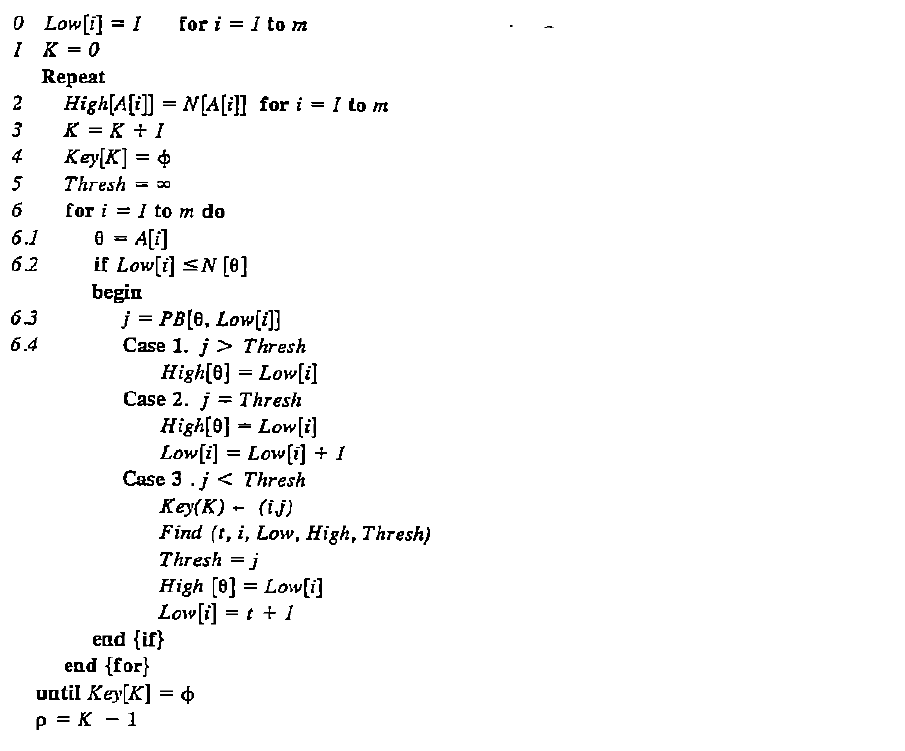 0 Low[i] = 1 for i = 1 to m
1 K = 0
Repeat
2 High[A[i]] = N[A[i]] for i = 1 to m
3 K = K + 1
4 Key[K] = ϕ
5 Thresh = ∞
6 for i = 1 to m do
6.1 θ = A[i]
6.2 if Low[i] ≤ N [θ]
begin
6.3 j = PB[θ, Low[i]]
6.4 Case 1. j > Thresh
High[θ] = Low[i]
Case 2. j = Thresh
High[θ] = Low[i]
Low[i] = Low[i] + 1
Case 3 . j < Thresh
Key(K) ← (i,j)
Find (t, i, Low, High, Thresh)
Thresh = j
High [θ] = Low[i]
Low[i] = t + 1
end {if}
end {for}
until Key[K] = ϕ
ρ = K − 1